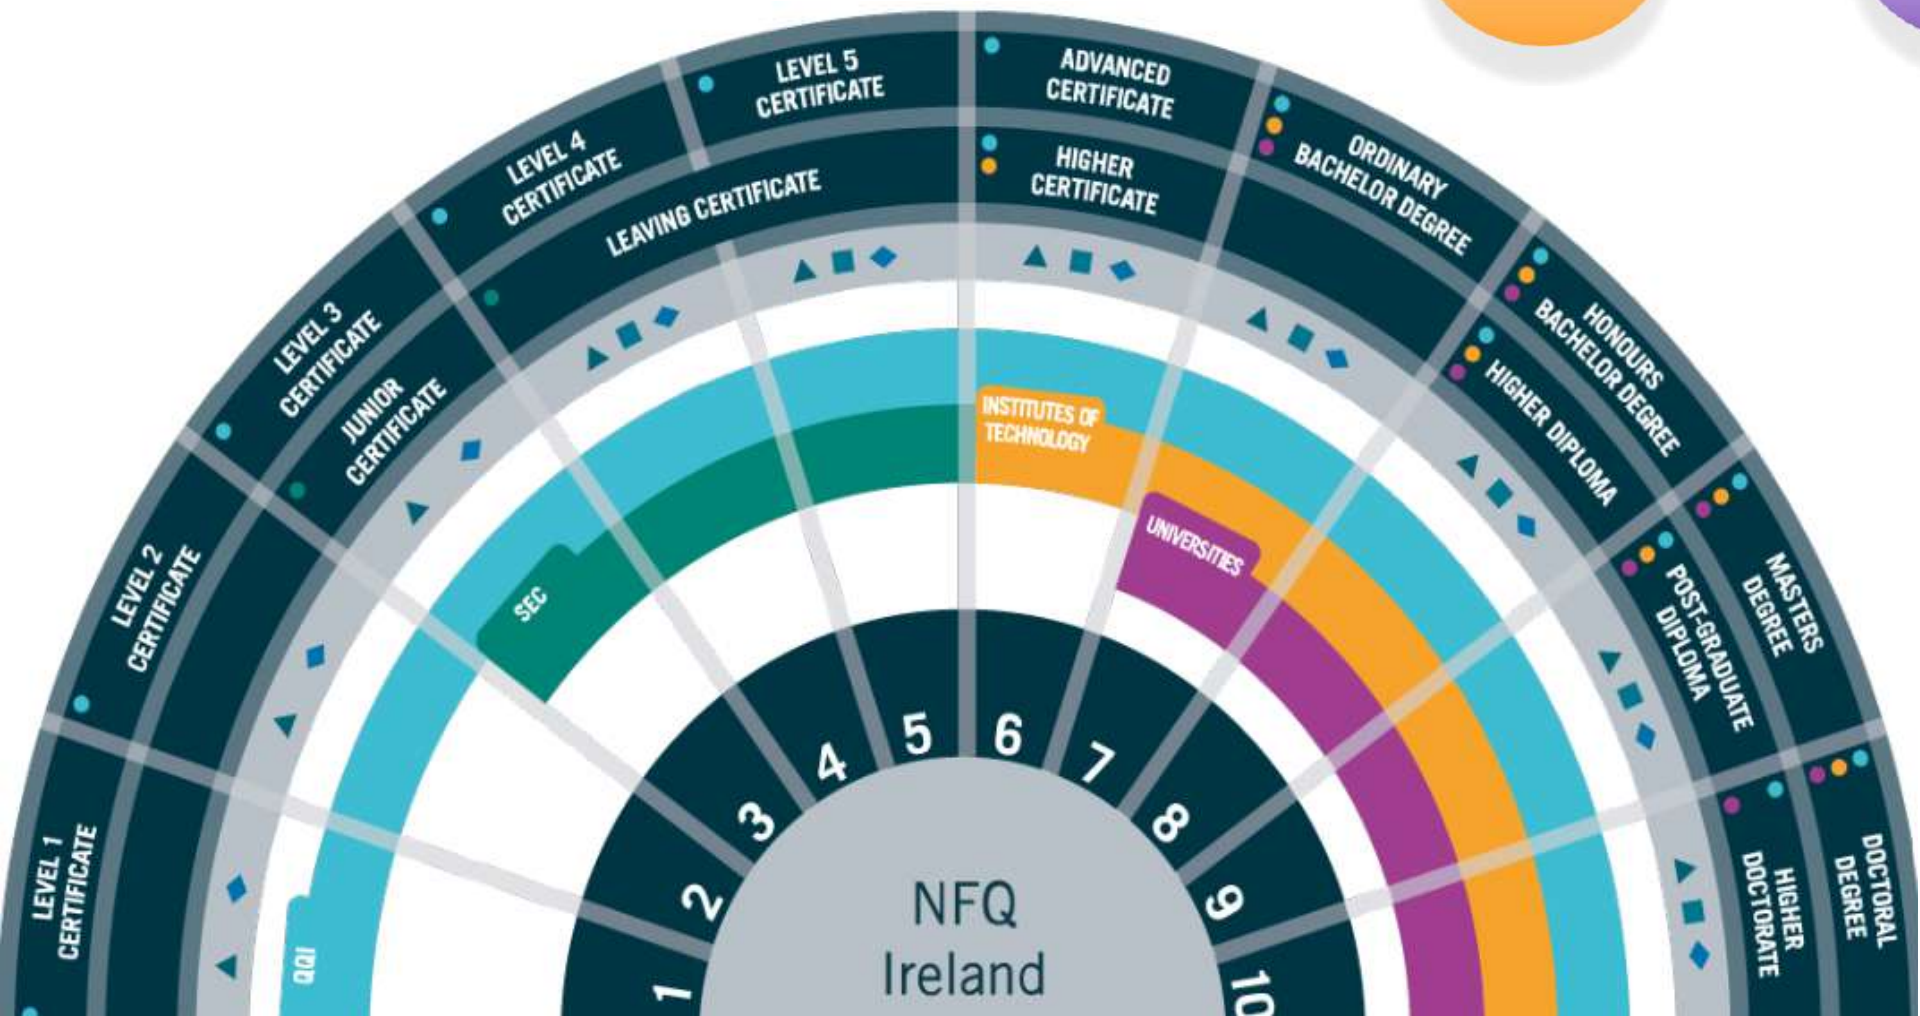 LEVEL 1
CERTIFICATE
LEVEL 2
CERTIFICATE
LEVEL 3
CERTIFICATE
JUNIOR
CERTIFICATE
LEVEL 4
CERTIFICATE
LEVEL 5
CERTIFICATE
LEAVING CERTIFICATE
ADVANCED
CERTIFICATE
HIGHER
CERTIFICATE
ORDINARY
BACHELOR DEGREE
HONOURS
BACHELOR DEGREE
HIGHER DIPLOMA
MASTERS
DEGREE
POST-GRADUATE
DIPLOMA
DOCTORAL
DEGREE
HIGHER
DOCTORATE
QQI
SEC
INSTITUTES OF
TECHNOLOGY
UNIVERSITIES
1
2
3
4
5
6
7
8
9
10
NFQ
Ireland